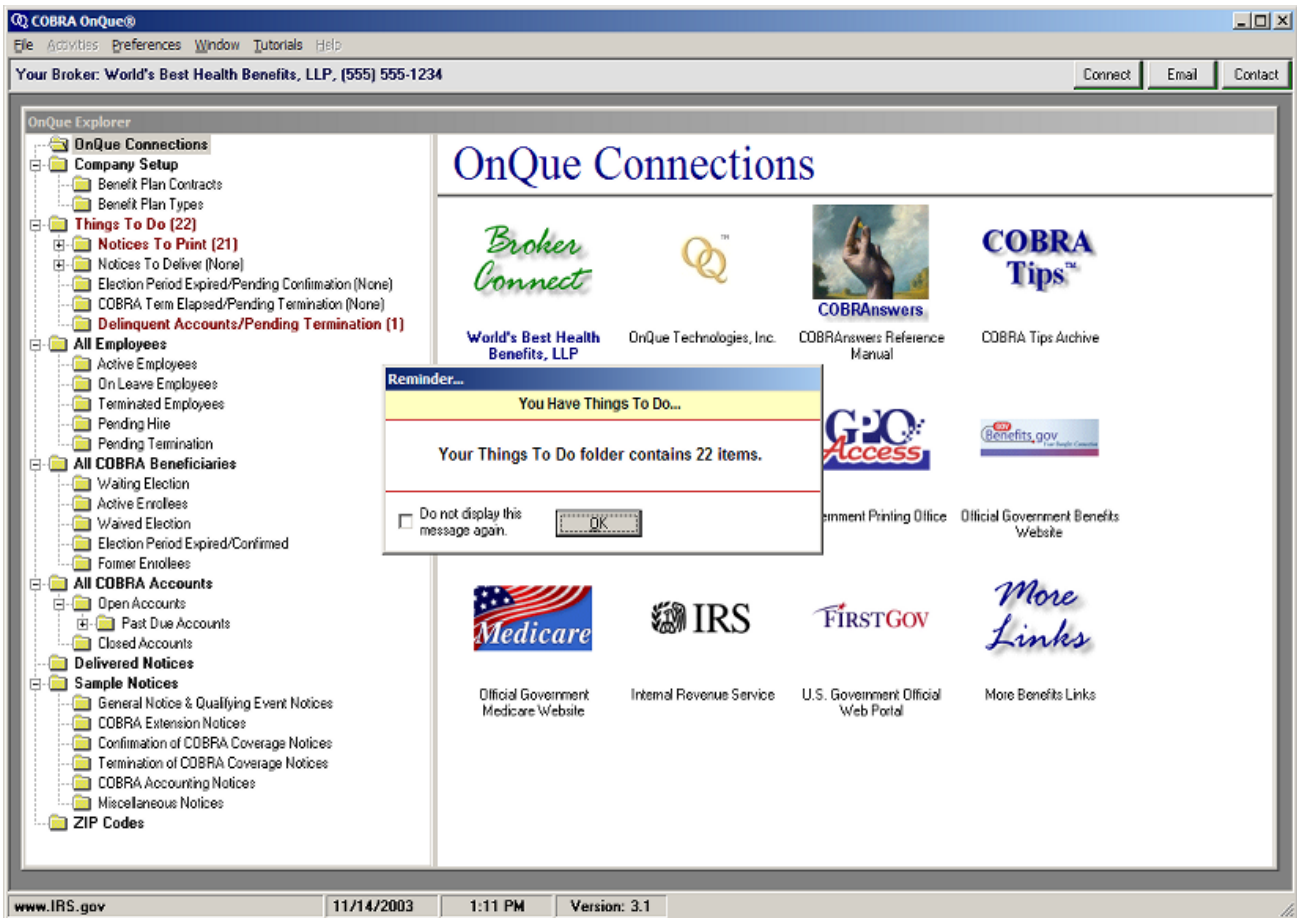 COBRA OnQue®
File Activities Preferences Window Tutorials Help
Your Broker: World's Best Health Benefits, LLP, (555) 555-1234
Connect Email Contact
OnQue Explorer
OnQue Connections
Company Setup
Benefit Plan Contracts
Benefit Plan Types
Things To Do (22)
Notices To Print (21)
Notices To Deliver (None)
Election Period Expired/Pending Confirmation (None)
COBRA Term Elapsed/Pending Termination (None)
Delinquent Accounts/Pending Termination (1)
All Employees
Active Employees
On Leave Employees
Terminated Employees
Pending Hire
Pending Termination
All COBRA Beneficiaries
Waiting Election
Active Enrollees
Waived Election
Election Period Expired/Confirmed
Former Enrollees
All COBRA Accounts
Open Accounts
Past Due Accounts
Closed Accounts
Delivered Notices
Sample Notices
General Notice & Qualifying Event Notices
COBRA Extension Notices
Confirmation of COBRA Coverage Notices
Termination of COBRA Coverage Notices
COBRA Accounting Notices
Miscellaneous Notices
ZIP Codes
OnQue Connections
Broker
Connect
World's Best Health
Benefits, LLP
QQ™
OnQue Technologies, Inc.
COBRAnswers
COBRAnswers Reference
Manual
COBRA
Tips™
COBRA Tips Archive
Reminder...
You Have Things To Do...
Your Things To Do folder contains 22 items.
Do not display this
message again.
OK
GPO
Access
Printing Office
GOV
Benefits.gov
Official Government Benefits
Website
Medicare
Official Government
Medicare Website
IRS
Internal Revenue Service
FIRSTGOV
U.S. Government Official
Web Portal
More
Links
More Benefits Links
www.IRS.gov 11/14/2003 1:11 PM Version: 3.1